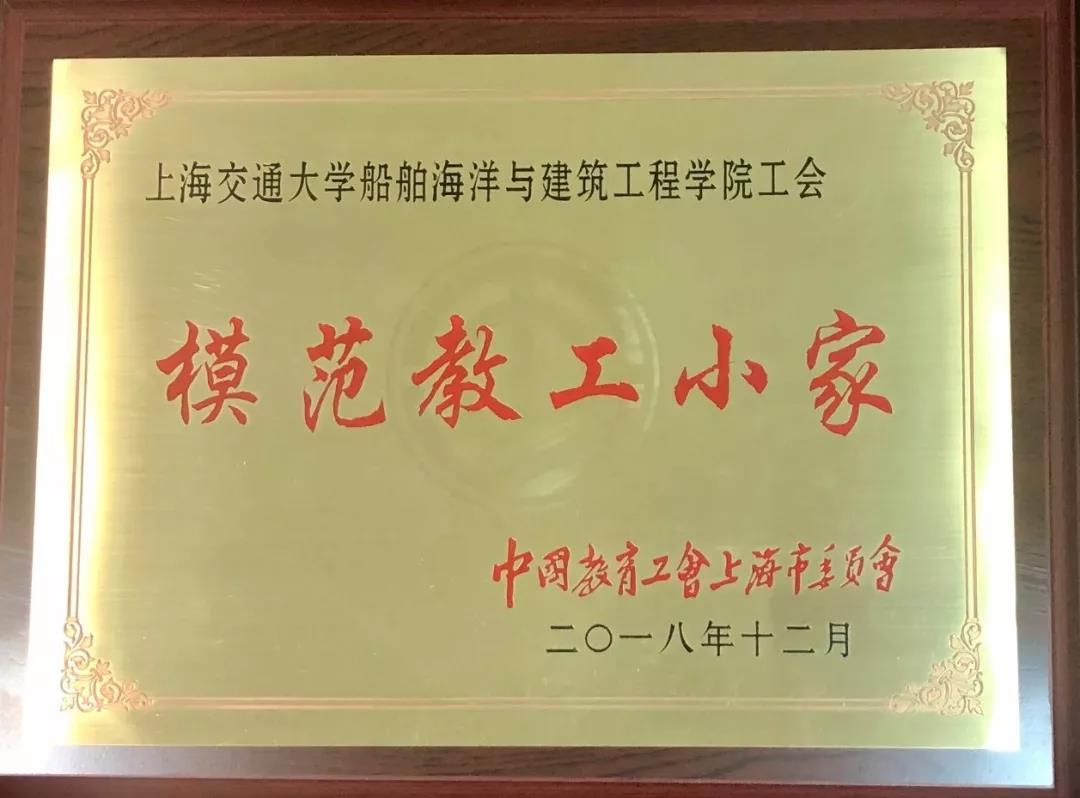 上海交通大学船舶海洋与建筑工程学院工会
模范教工小家
中国教育工會上海市委员會
二〇一八年十二月